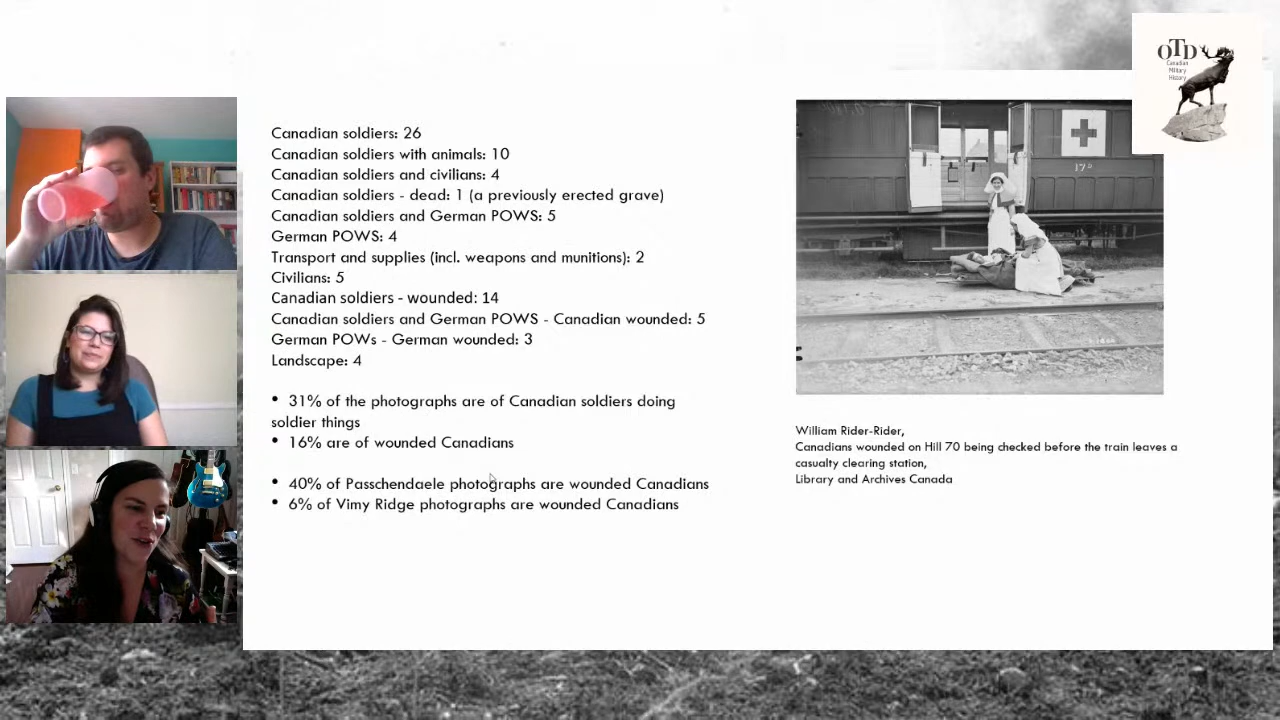 Canadian soldiers: 26
Canadian soldiers with animals: 10
Canadian soldiers and civilians: 4
Canadian soldiers - dead: 1 (a previously erected grave)
Canadian soldiers and German POWS: 5
German POWS: 4
Transport and supplies (incl. weapons and munitions): 2
Civilians: 5
Canadian soldiers - wounded: 14
Canadian soldiers and German POWS - Canadian wounded: 5
German POWs - German wounded: 3
Landscape: 4
• 31% of the photographs are of Canadian soldiers doing
soldier things
• 16% are of wounded Canadians
• 40% of Passchendaele photographs are wounded Canadians
• 6% of Vimy Ridge photographs are wounded Canadians
OTD
Canadian
Military
History
William Rider-Rider,
Canadians wounded on Hill 70 being checked before the train leaves a
casualty clearing station,
Library and Archives Canada